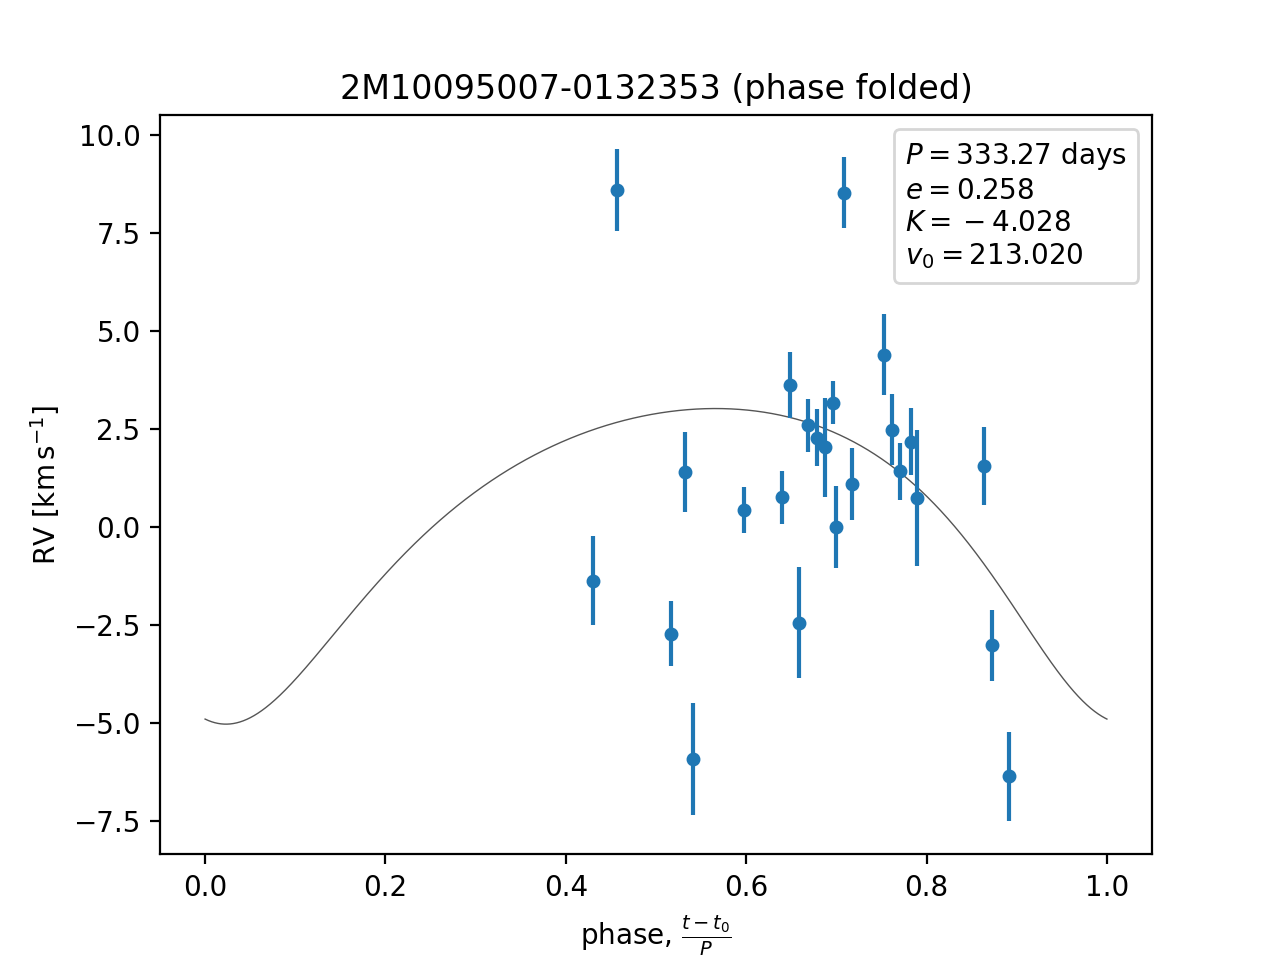 2M10095007-0132353 (phase folded)
P = 333.27 days
e = 0.258
K = −4.028
v₀ = 213.020
10.0
7.5
5.0
2.5
0.0
−2.5
−5.0
−7.5
RV [km s⁻¹]
0.0 0.2 0.4 0.6 0.8 1.0
phase, (t − t₀)/P